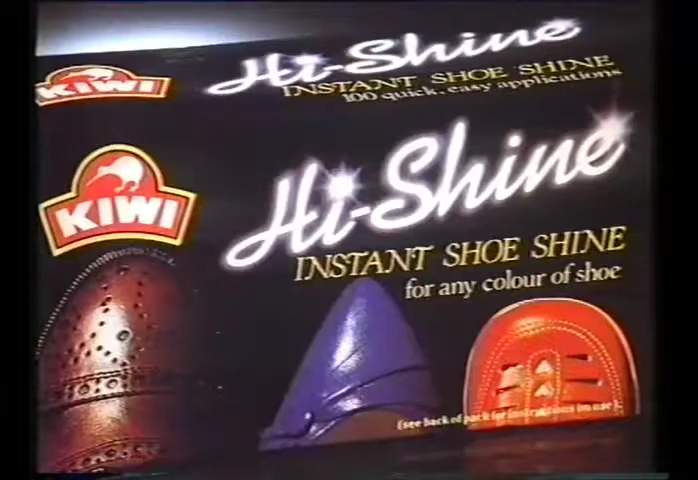 KIWI
Hi-Shine
INSTANT SHOE SHINE
100 quick, easy applications
KIWI
Hi-Shine
INSTANT SHOE SHINE
for any colour of shoe
(see back of pack for instructions in use)